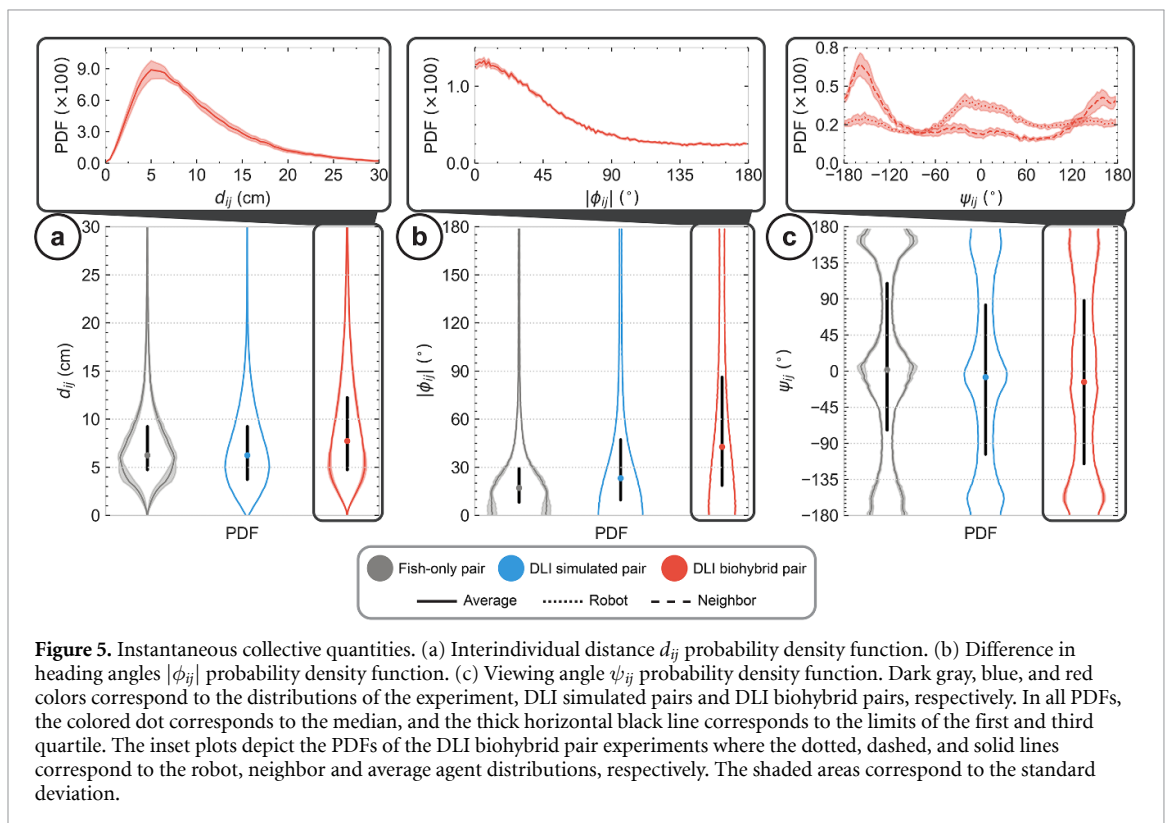 PDF (×100)
9.0
6.0
3.0
0.0
0
5
10
15
20
25
30
d_ij (cm)
PDF (×100)
1.0
0.0
0
45
90
135
180
|ϕ_ij| (°)
PDF (×100)
0.8
0.5
0.2
0.0
−180
−120
−60
0
60
120
180
ψ_ij (°)
a
d_ij (cm)
30
25
20
15
10
5
0
PDF
b
|ϕ_ij| (°)
180
150
120
90
60
30
0
PDF
c
ψ_ij (°)
180
135
90
45
0
−45
−90
−135
−180
PDF
Fish-only pair DLI simulated pair DLI biohybrid pair
Average Robot Neighbor
Figure 5. Instantaneous collective quantities. (a) Interindividual distance d_ij probability density function. (b) Difference in
heading angles |ϕ_ij| probability density function. (c) Viewing angle ψ_ij probability density function. Dark gray, blue, and red
colors correspond to the distributions of the experiment, DLI simulated pairs and DLI biohybrid pairs, respectively. In all PDFs,
the colored dot corresponds to the median, and the thick horizontal black line corresponds to the limits of the first and third
quartile. The inset plots depict the PDFs of the DLI biohybrid pair experiments where the dotted, dashed, and solid lines
correspond to the robot, neighbor and average agent distributions, respectively. The shaded areas correspond to the standard
deviation.